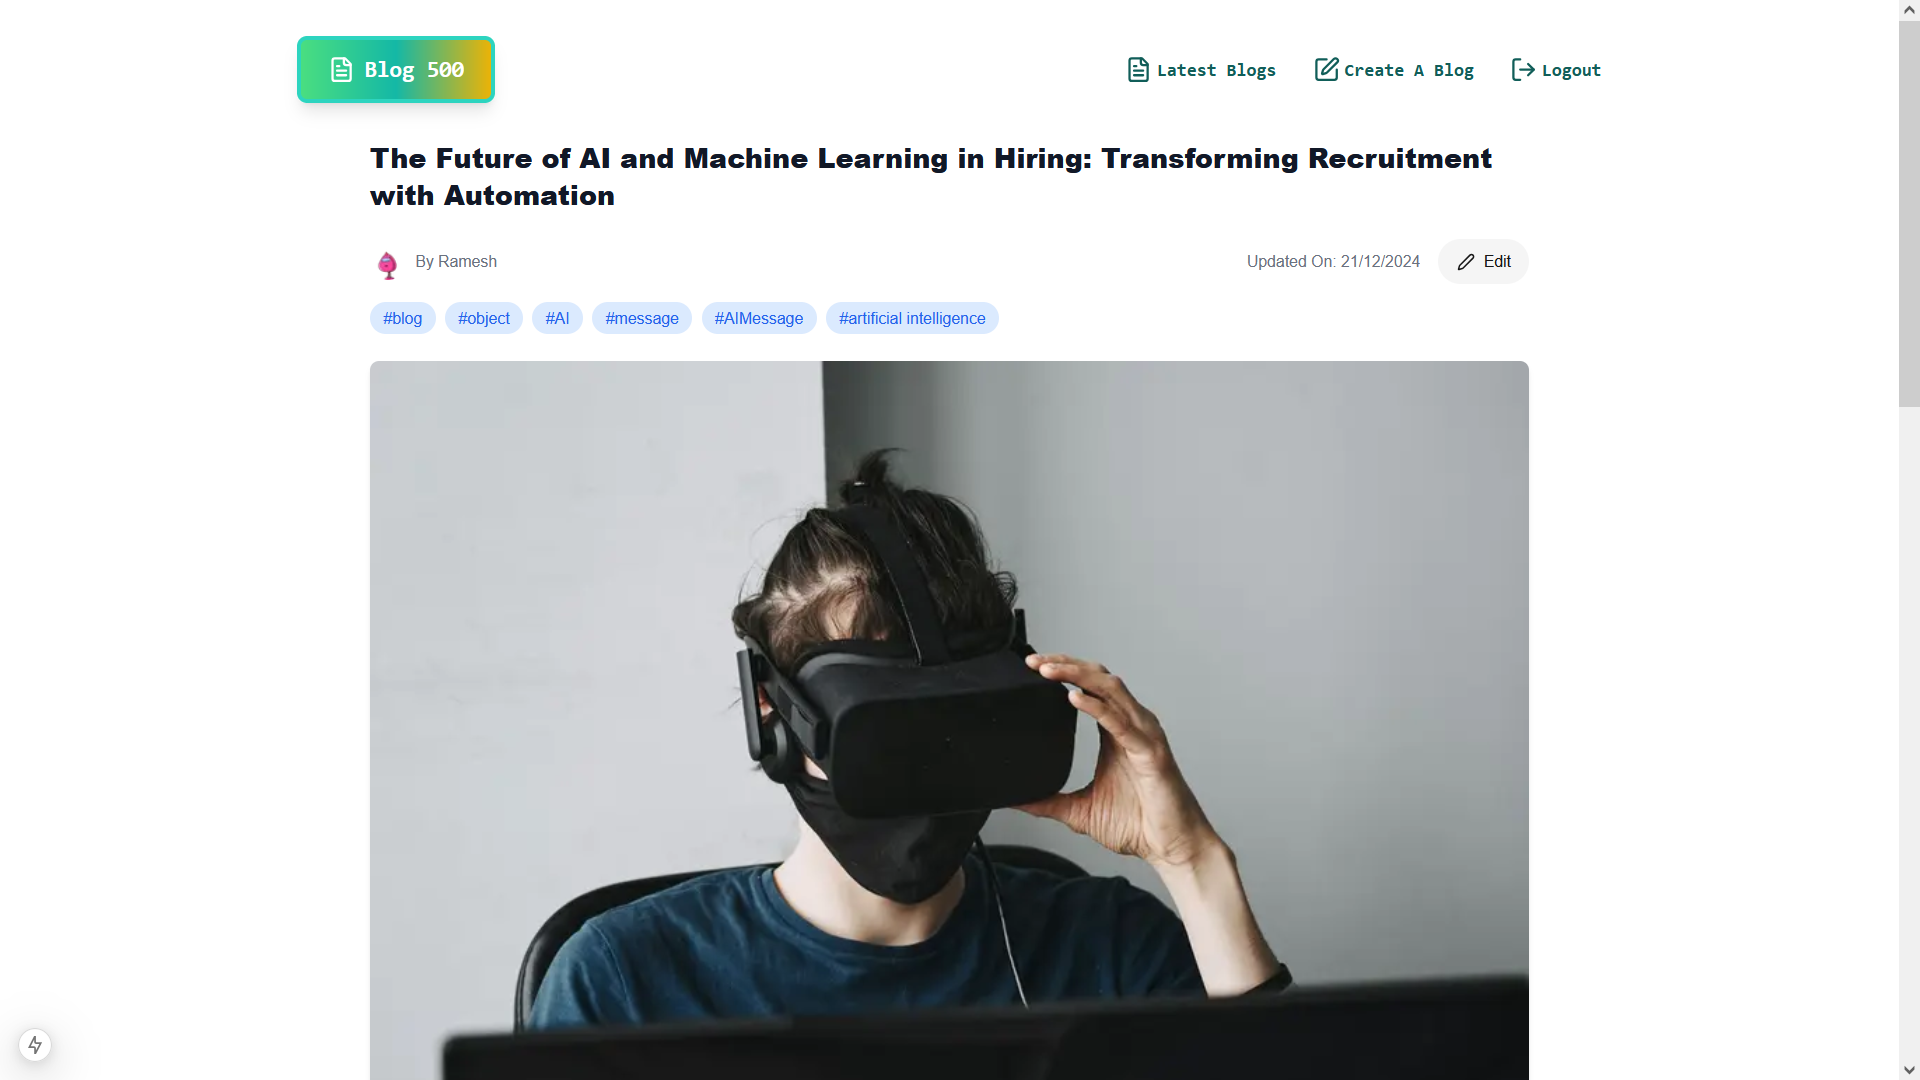 Blog 500
Latest Blogs
Create A Blog
Logout
The Future of AI and Machine Learning in Hiring: Transforming Recruitment
with Automation
By Ramesh
Updated On: 21/12/2024
Edit
#blog
#object
#AI
#message
#AIMessage
#artificial intelligence